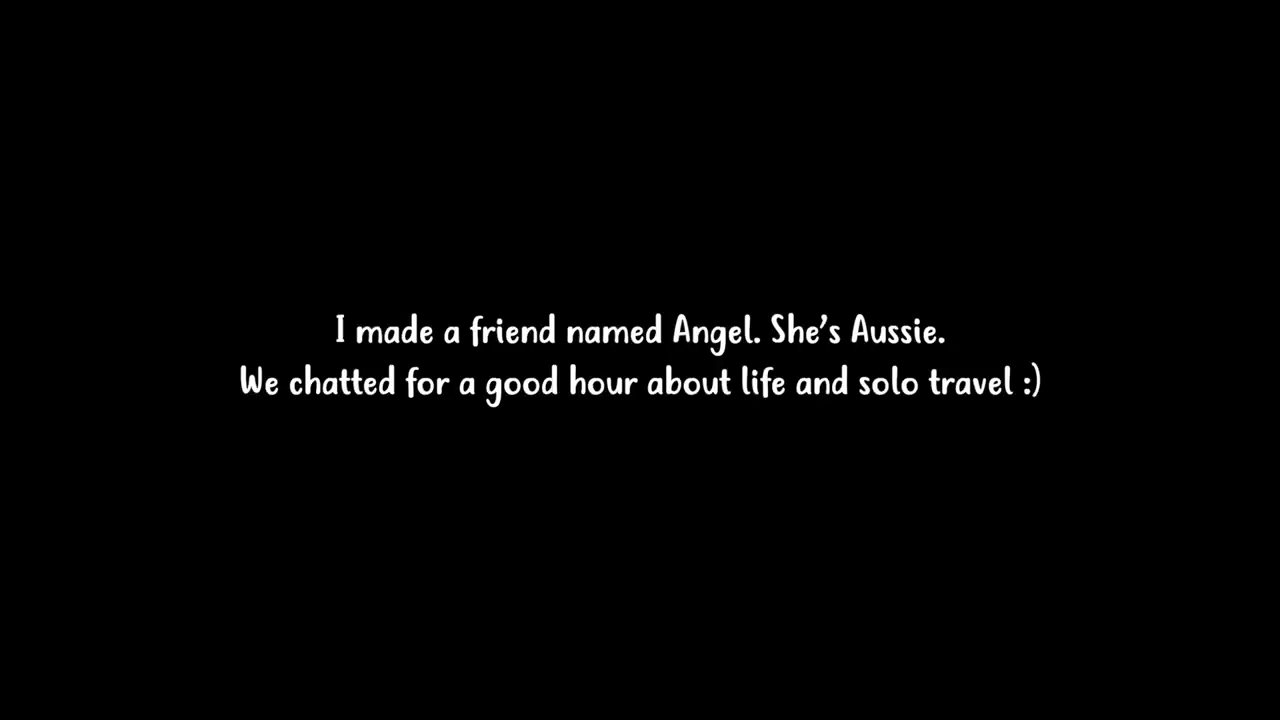 I made a friend named Angel. She’s Aussie.
We chatted for a good hour about life and solo travel :)